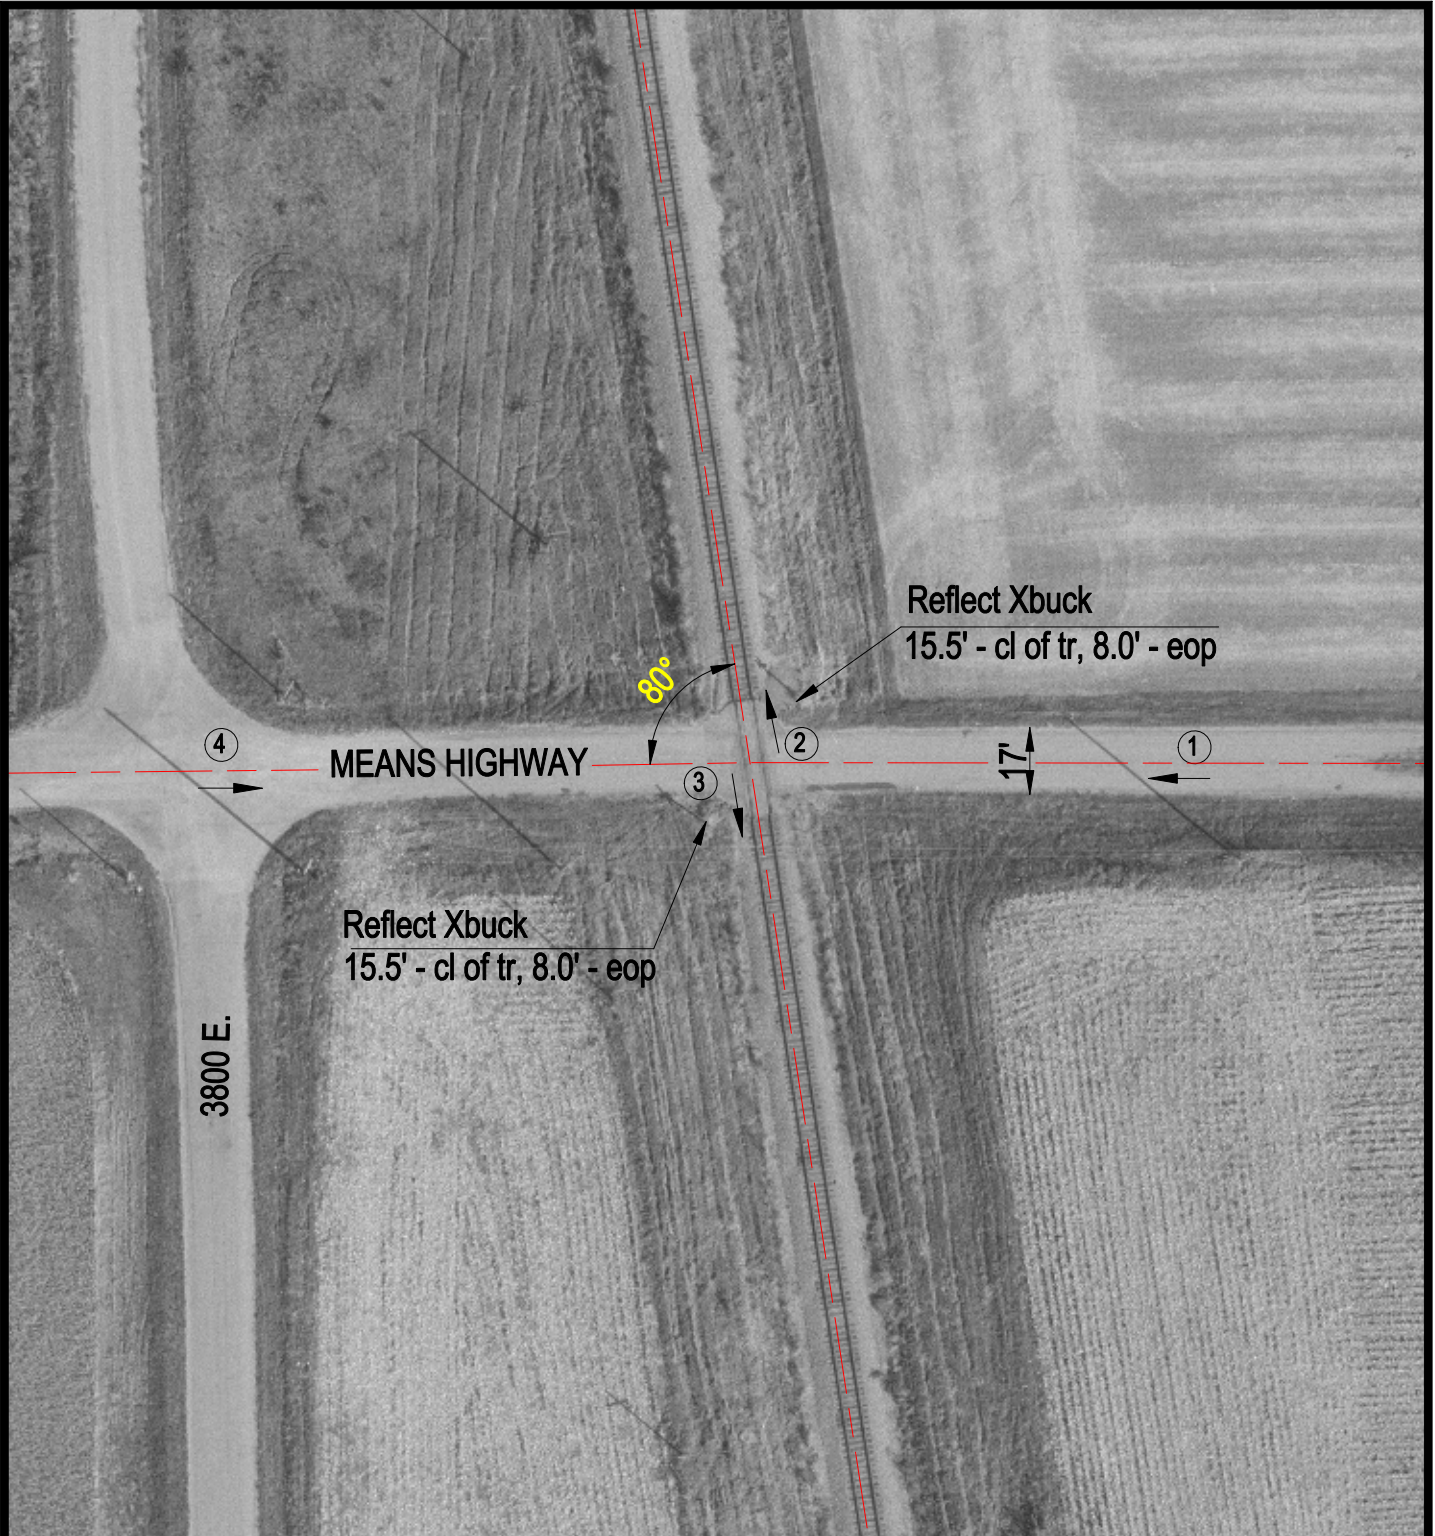 Reflect Xbuck
15.5' - cl of tr, 8.0' - eop
80°
4
MEANS HIGHWAY
3
2
17'
1
Reflect Xbuck
15.5' - cl of tr, 8.0' - eop
3800 E.